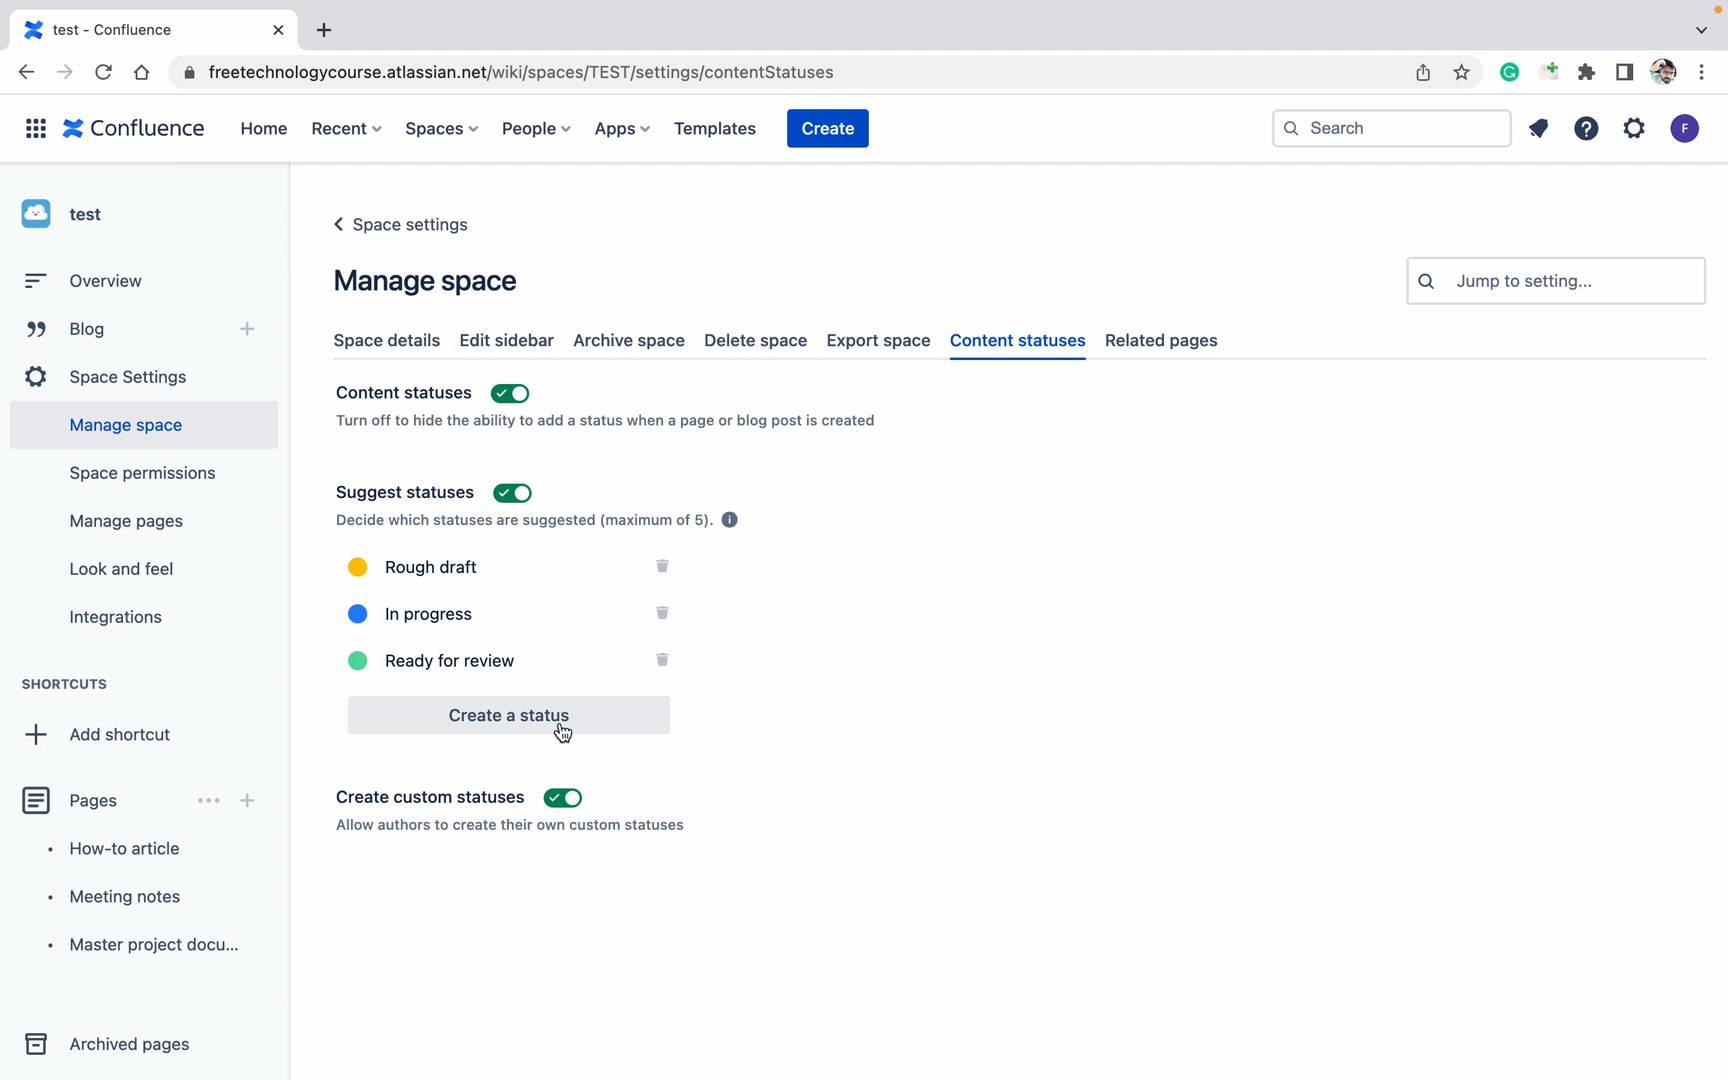 test - Confluence
freetechnologycourse.atlassian.net/wiki/spaces/TEST/settings/contentStatuses
Confluence Home Recent Spaces People Apps Templates Create Search F
test
Overview
Blog
Space Settings
Manage space
Space permissions
Manage pages
Look and feel
Integrations
SHORTCUTS
Add shortcut
Pages
• How-to article
• Meeting notes
• Master project docu...
Archived pages
Space settings
Manage space
Jump to setting...
Space details Edit sidebar Archive space Delete space Export space Content statuses Related pages
Content statuses
Turn off to hide the ability to add a status when a page or blog post is created
Suggest statuses
Decide which statuses are suggested (maximum of 5).
Rough draft
In progress
Ready for review
Create a status
Create custom statuses
Allow authors to create their own custom statuses